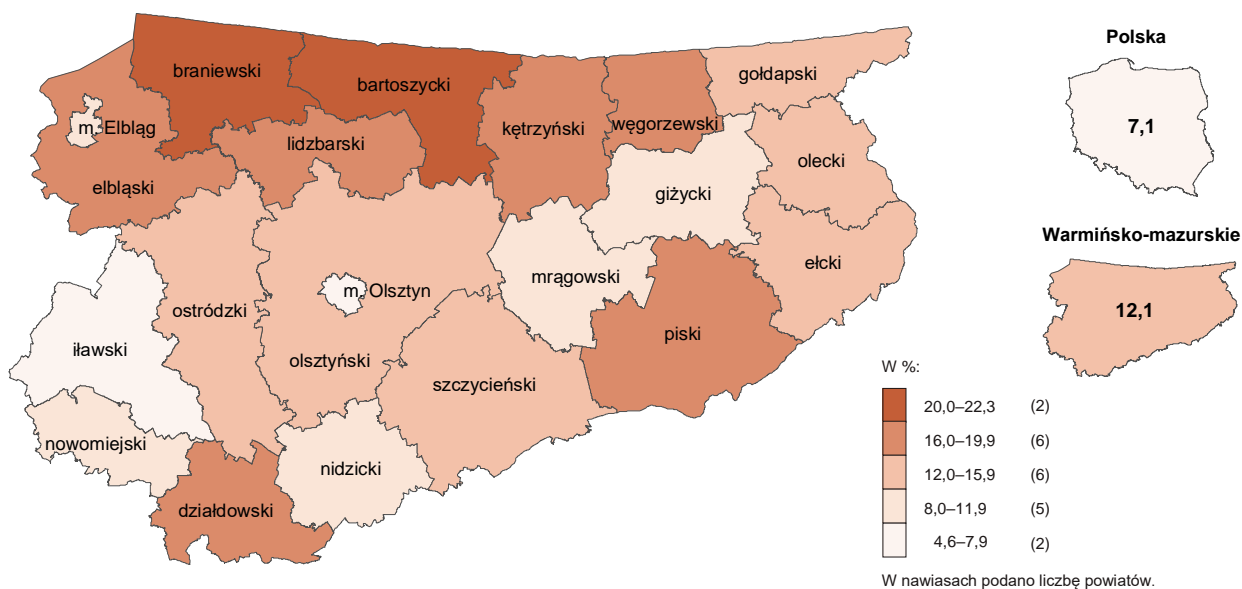 Polska
7,1
Warmińsko-mazurskie
12,1
braniewski
bartoszycki
gołdapski
m. Elbląg
lidzbarski
kętrzyński
węgorzewski
olecki
elbląski
giżycki
mrągowski
ełcki
m. Olsztyn
ostródzki
piski
iławski
olsztyński
szczycieński
nowomiejski
nidzicki
działdowski
W %:
20,0–22,3 (2)
16,0–19,9 (6)
12,0–15,9 (6)
8,0–11,9 (5)
4,6–7,9 (2)
W nawiasach podano liczbę powiatów.